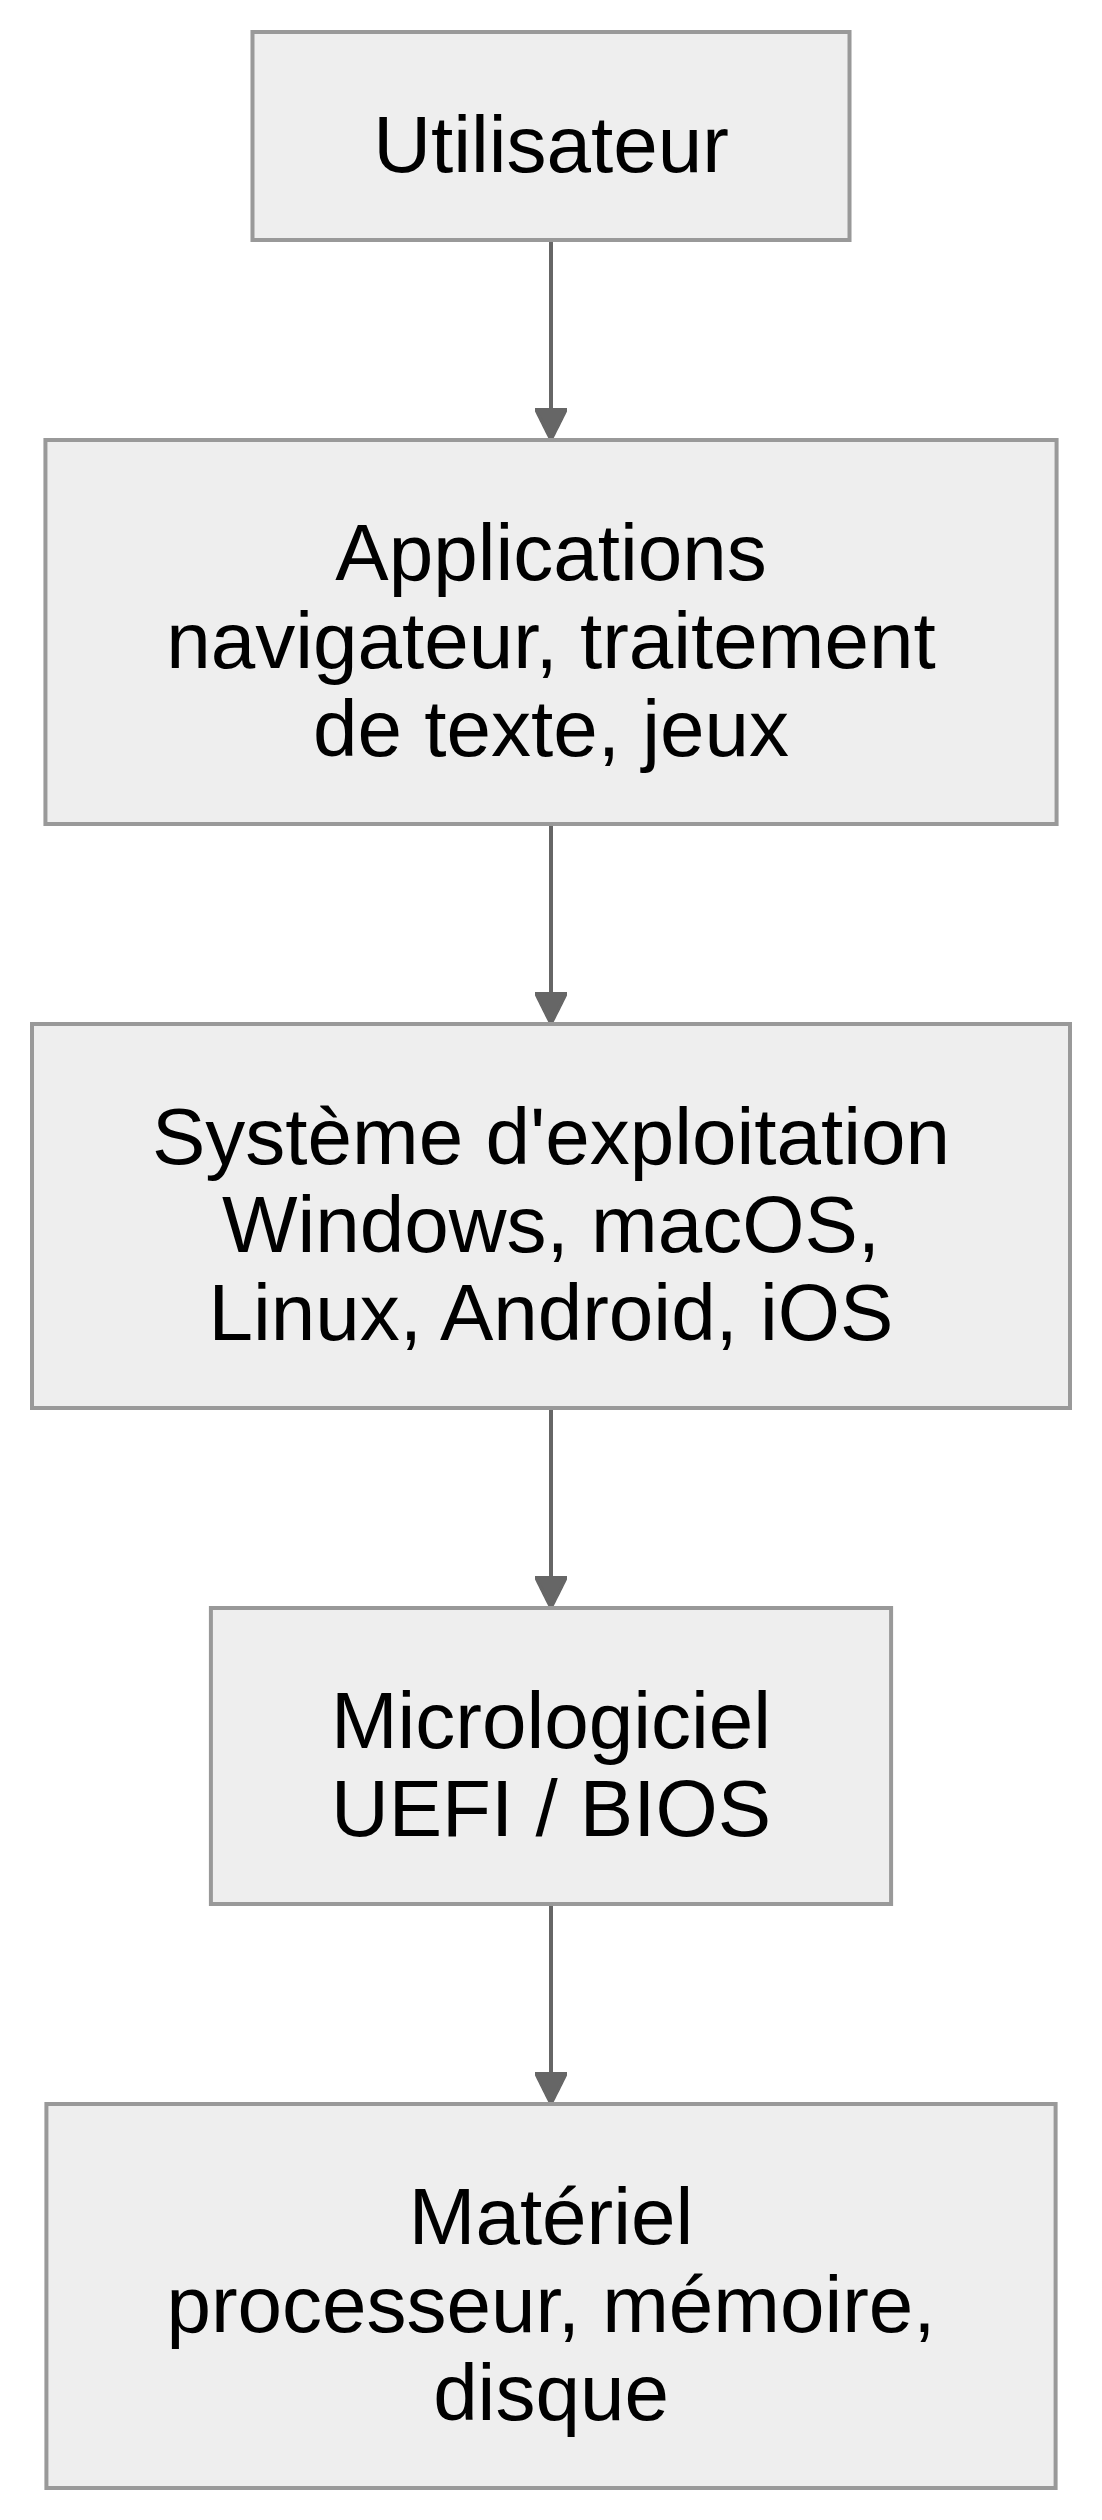 Utilisateur
Applications
navigateur, traitement
de texte, jeux
Système d'exploitation
Windows, macOS,
Linux, Android, iOS
Micrologiciel
UEFI / BIOS
Matériel
processeur, mémoire,
disque